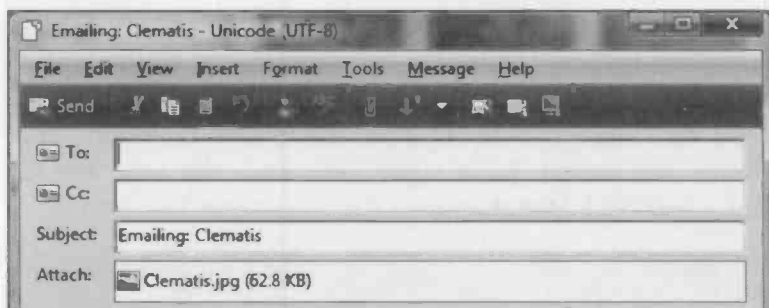 Emailing: Clematis - Unicode (UTF-8)
File Edit View Insert Format Tools Message Help
Send
To:
Cc:
Subject: Emailing: Clematis
Attach: Clematis.jpg (62.8 KB)